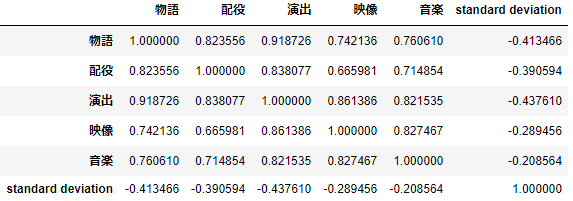 物語 配役 演出 映像 音楽 standard deviation
物語 1.000000 0.823556 0.918726 0.742136 0.760610 -0.413466
配役 0.823556 1.000000 0.838077 0.665981 0.714854 -0.390594
演出 0.918726 0.838077 1.000000 0.861386 0.821535 -0.437610
映像 0.742136 0.665981 0.861386 1.000000 0.827467 -0.289456
音楽 0.760610 0.714854 0.821535 0.827467 1.000000 -0.208564
standard deviation -0.413466 -0.390594 -0.437610 -0.289456 -0.208564 1.000000